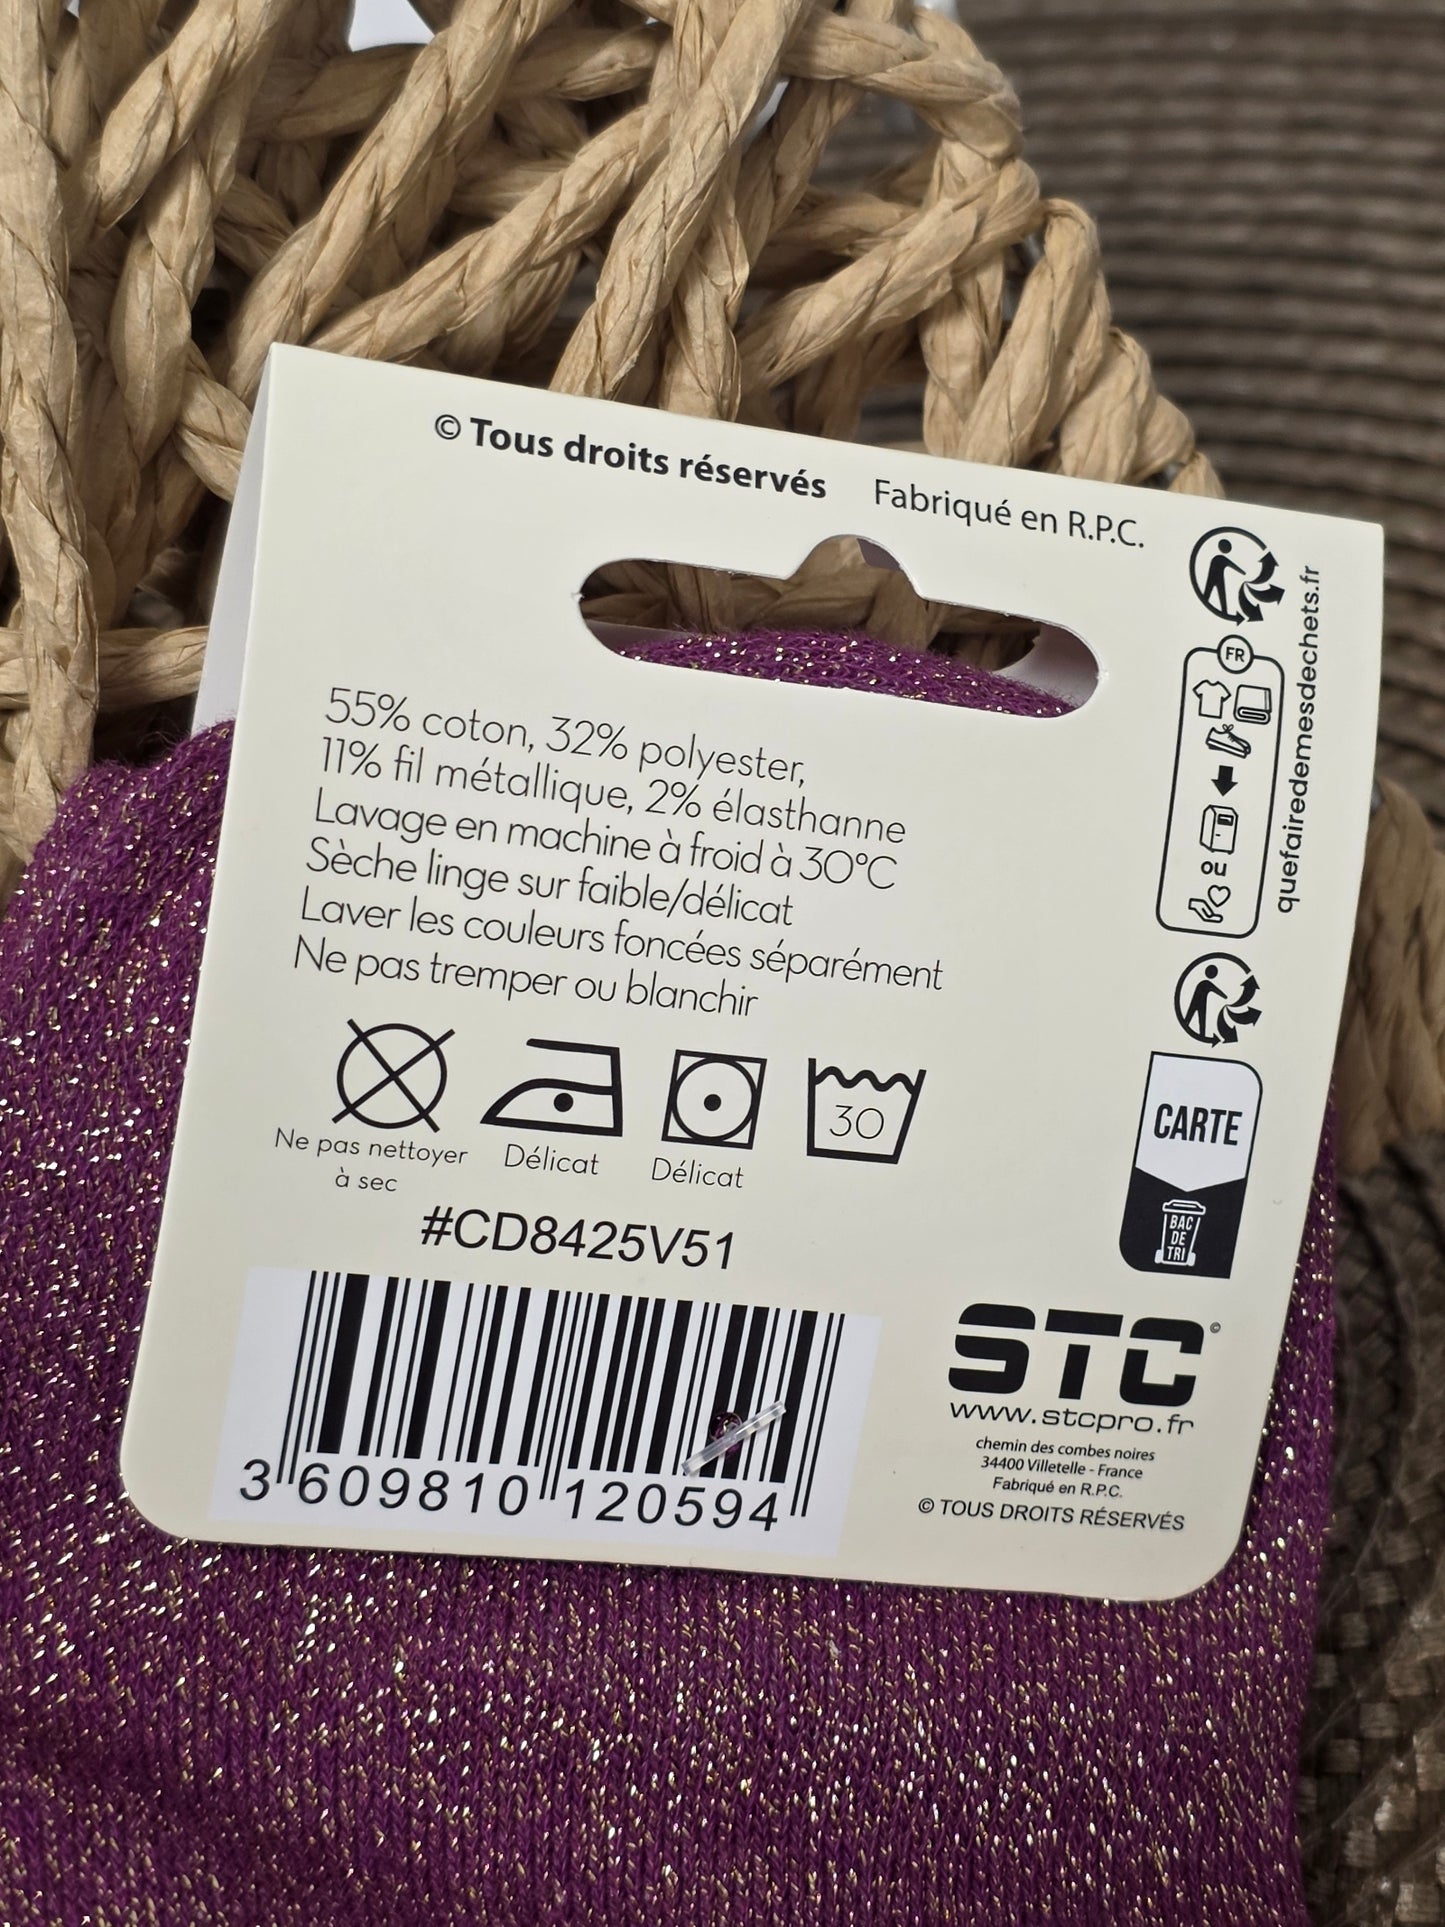 © Tous droits réservés Fabriqué en R.P.C.
55% coton, 32% polyester,
11% fil métallique, 2% élasthanne
Lavage en machine à froid à 30°C
Sèche linge sur faible/délicat
Laver les couleurs foncées séparément
Ne pas tremper ou blanchir
30
Ne pas nettoyer
à sec
Délicat
Délicat
#CD8425V51
3 609810 120594
FR
ou
quefairedemesdechets.fr
CARTE
BAC
DE
TRI
STC©
www.stcpro.fr
chemin des combes noires
34400 Villetelle - France
Fabriqué en R.P.C.
© TOUS DROITS RÉSERVÉS